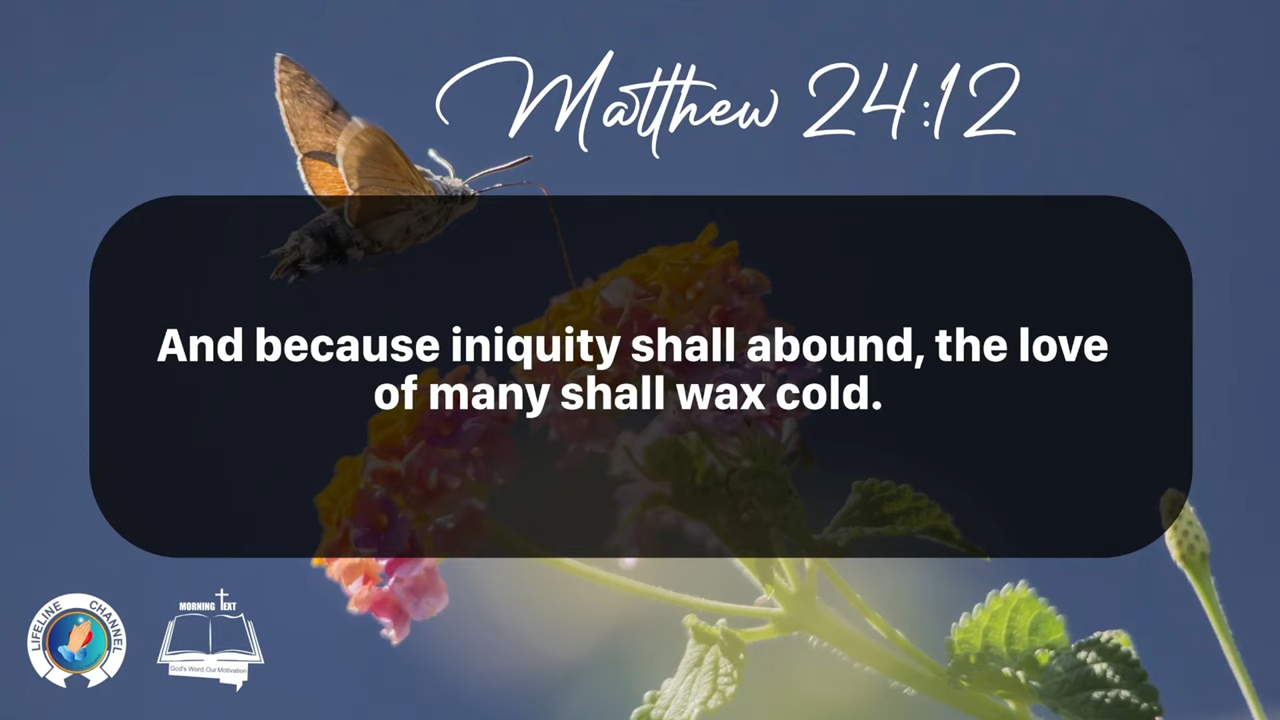 Matthew 24:12
And because iniquity shall abound, the love
of many shall wax cold.
LIFELINE CHANNEL
MORNING TEXT
God's Word, Our Motivation